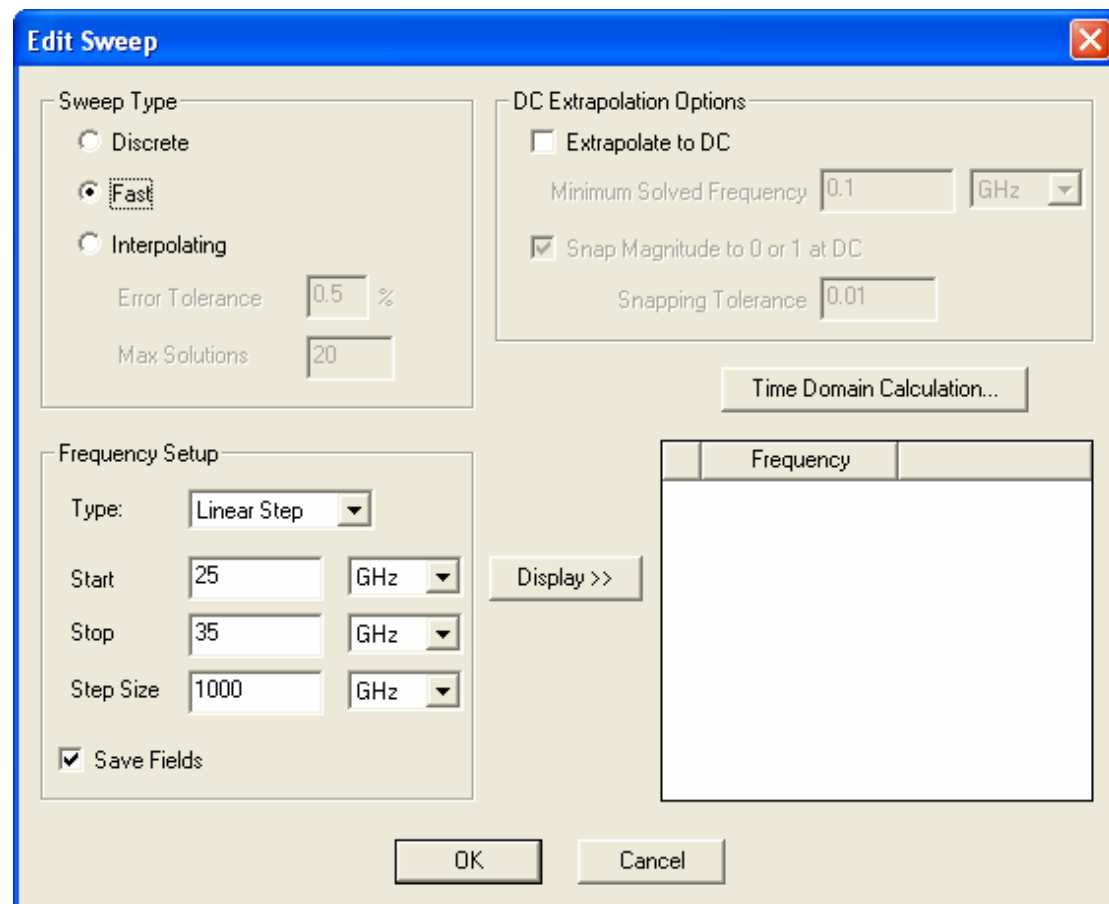 Edit Sweep
Sweep Type
Discrete
Fast
Interpolating
Error Tolerance 0.5 %
Max Solutions 20
DC Extrapolation Options
Extrapolate to DC
Minimum Solved Frequency 0.1 GHz
Snap Magnitude to 0 or 1 at DC
Snapping Tolerance 0.01
Time Domain Calculation...
Frequency Setup
Type: Linear Step
Start 25 GHz
Stop 35 GHz
Step Size 1000 GHz
Save Fields
Display >>
Frequency
OK Cancel